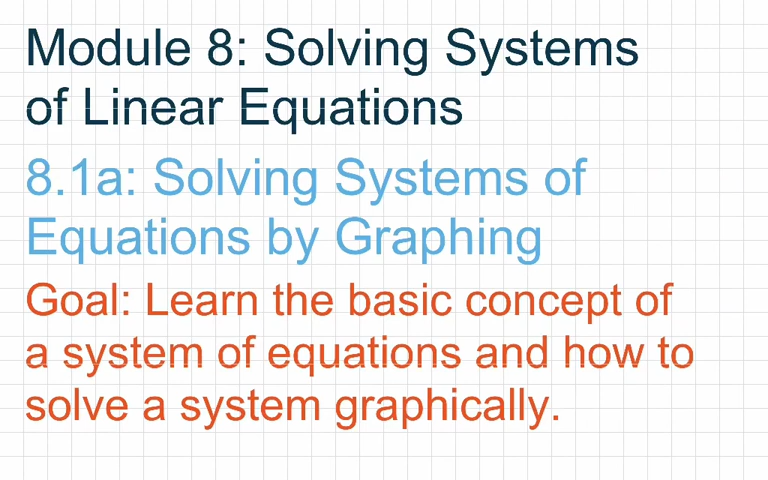 Module 8: Solving Systems
of Linear Equations
8.1a: Solving Systems of
Equations by Graphing
Goal: Learn the basic concept of
a system of equations and how to
solve a system graphically.